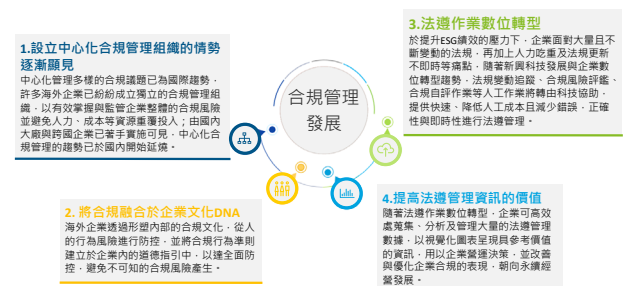 1.設立中心化合規管理組織的情勢
逐漸顯見
中心化管理多樣的合規議題已為國際趨勢，
許多海外企業已紛紛成立獨立的合規管理組
織，以有效掌握與監管企業整體的合規風險
並避免人力、成本等資源重覆投入；由國內
大廠與跨國企業已著手實施可見，中心化合
規管理的趨勢已於國內開始延燒。
合規管理
發展
2. 將合規融合於企業文化DNA
海外企業透過形塑內部的合規文化，從人
的行為風險進行防控，並將合規行為準則
建立於企業內的道德指引中，以達全面防
控，避免不可知的合規風險產生。
3.法遵作業數位轉型
於提升ESG績效的壓力下，企業面對大量且不
斷變動的法規，再加上人力吃重及法規更新
不即時等痛點，隨著新興科技發展與企業數
位轉型趨勢，法規變動追蹤、合規風險評鑑、
合規自評作業等人工作業將轉由科技協助，
提供快速、降低人工成本且減少錯誤，正確
性與即時性進行法遵管理。
4.提高法遵管理資訊的價值
隨著法遵作業數位轉型，企業可高效
處蒐集、分析及管理大量的法遵管理
數據，以視覺化圖表呈現具參考價值
的資訊，用以企業營運決策，並改善
與優化企業合規的表現，朝向永續經
營發展。